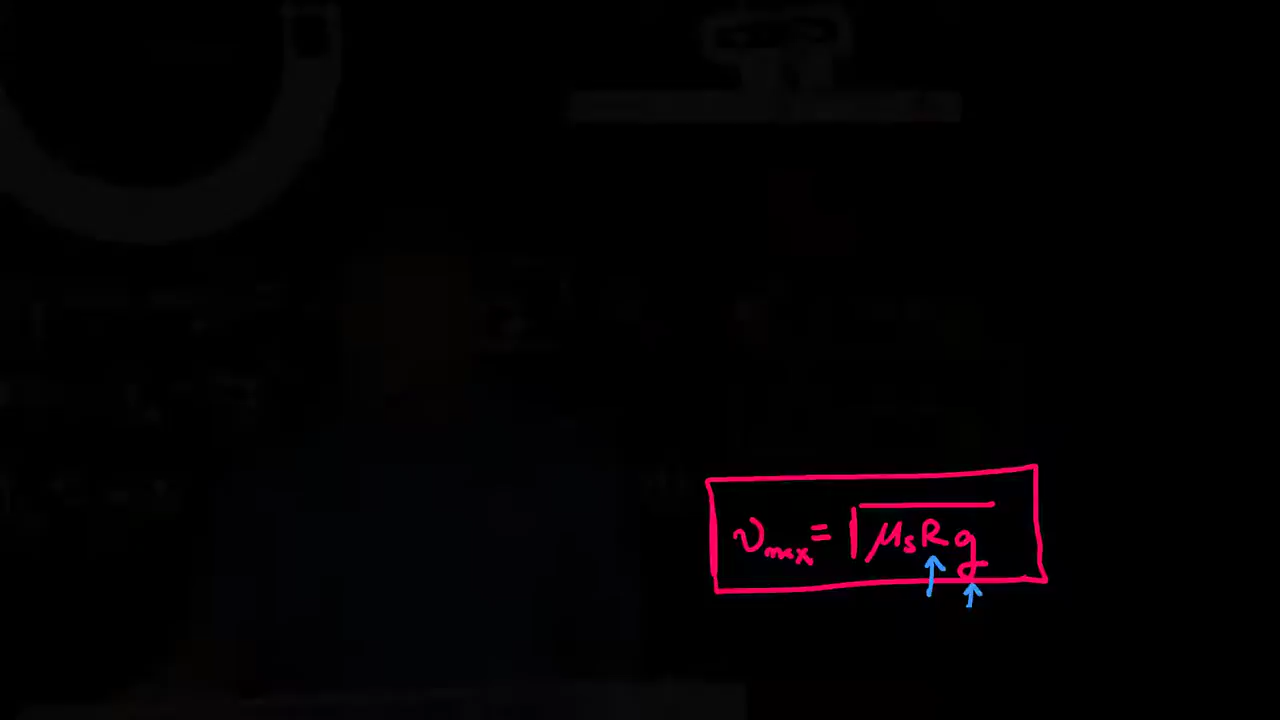 v_max = √μ_s R g